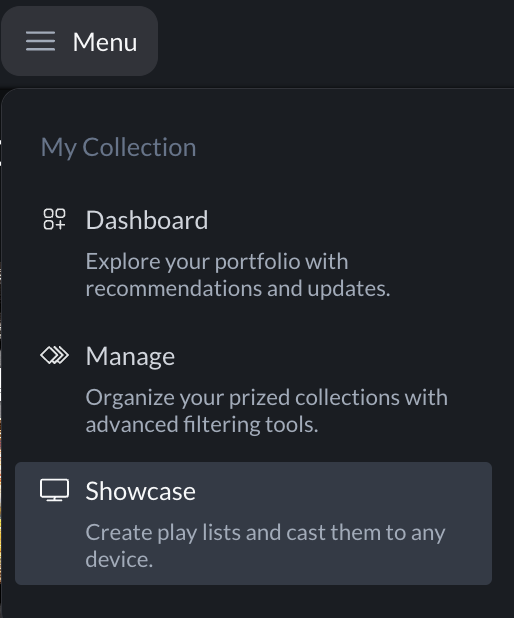 Menu
My Collection
Dashboard
Explore your portfolio with
recommendations and updates.
Manage
Organize your prized collections with
advanced filtering tools.
Showcase
Create play lists and cast them to any
device.